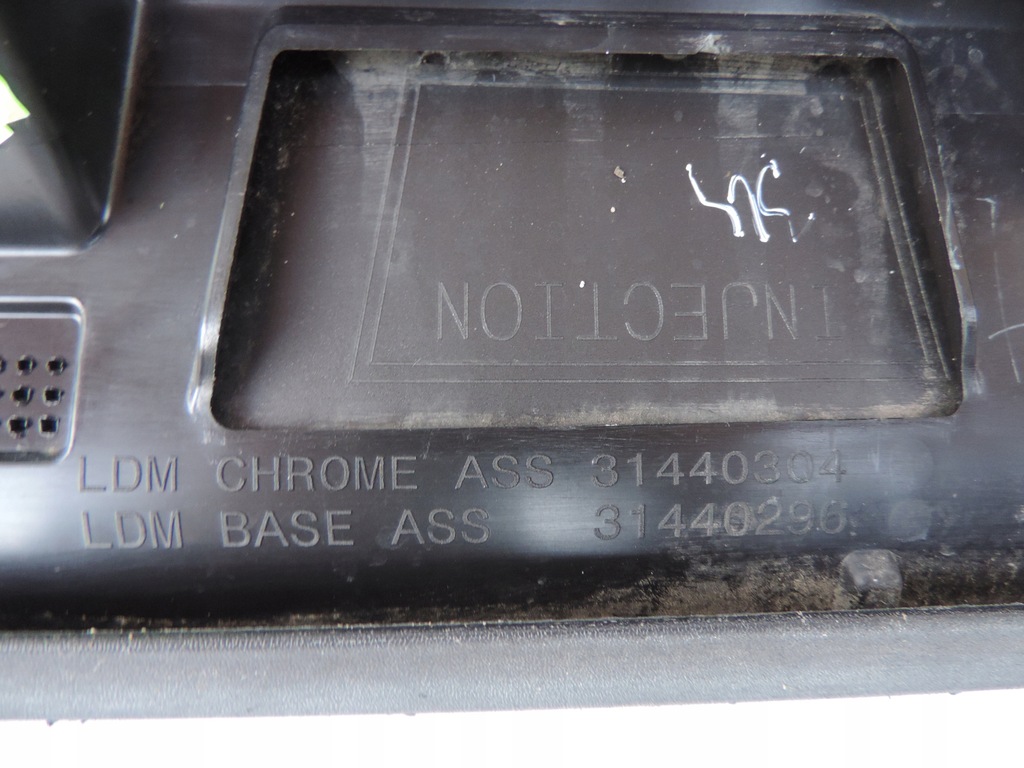 INJECTION
LDM CHROME ASS 31440304
LDM BASE ASS 31440296